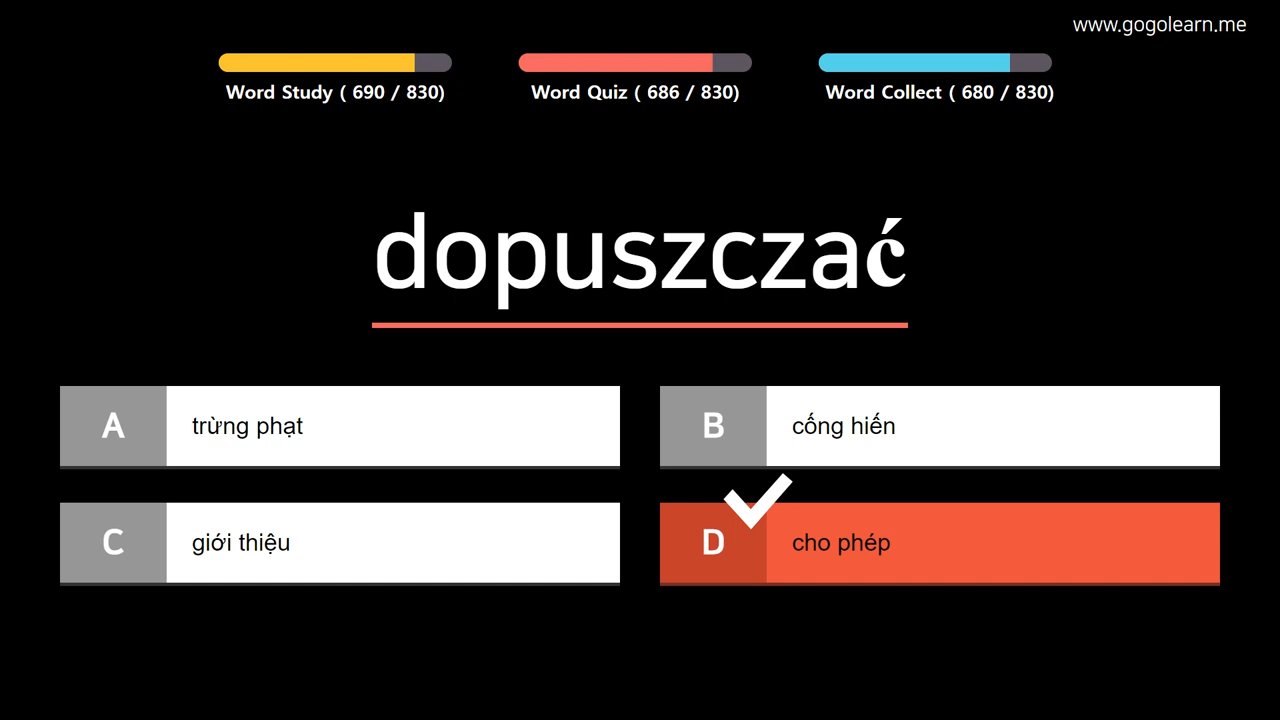 www.gogolearn.me
Word Study ( 690 / 830)
Word Quiz ( 686 / 830)
Word Collect ( 680 / 830)
dopuszczać
A trừng phạt
B cống hiến
C giới thiệu
D cho phép